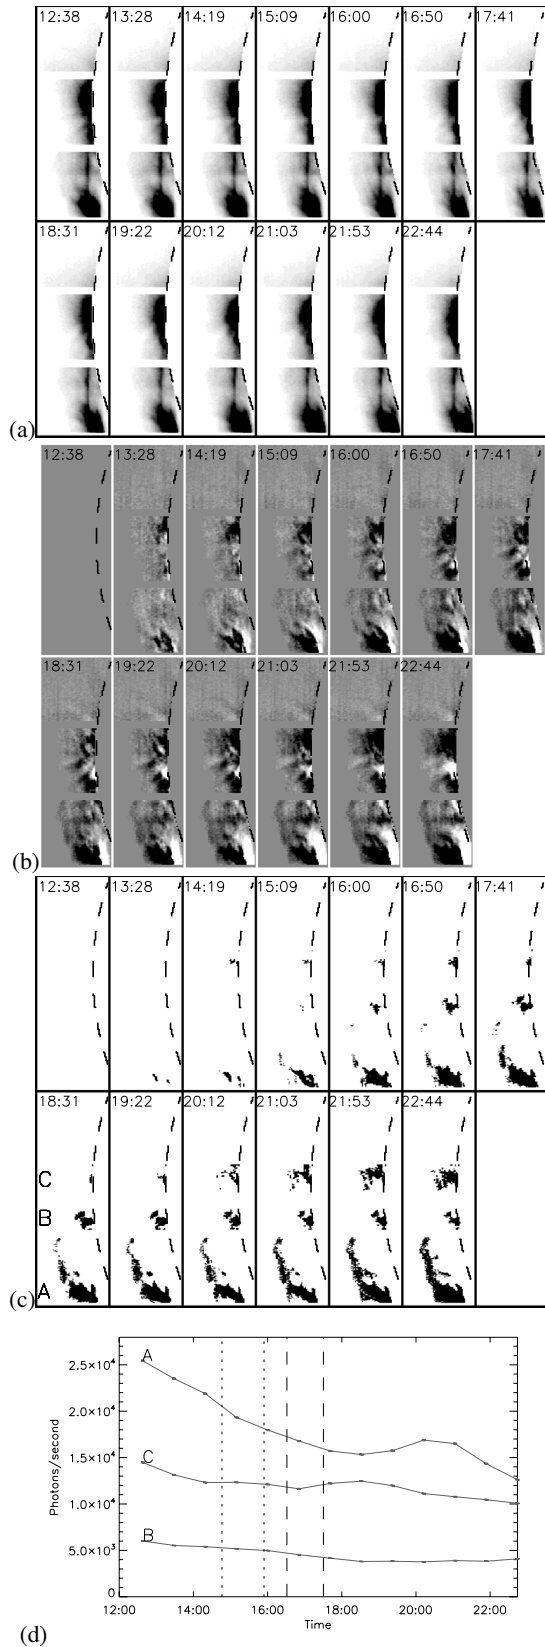 12:38 13:28 14:19 15:09 16:00 16:50 17:41
18:31 19:22 20:12 21:03 21:53 22:44
(a)
12:38 13:28 14:19 15:09 16:00 16:50 17:41
18:31 19:22 20:12 21:03 21:53 22:44
(b)
12:38 13:28 14:19 15:09 16:00 16:50 17:41
18:31 19:22 20:12 21:03 21:53 22:44
C
B
A
(c)
A
2.5×10⁴
2.0×10⁴
Photons/second
1.5×10⁴
C
1.0×10⁴
B
5.0×10³
0
12:00 14:00 16:00 18:00 20:00 22:00
Time
(d)